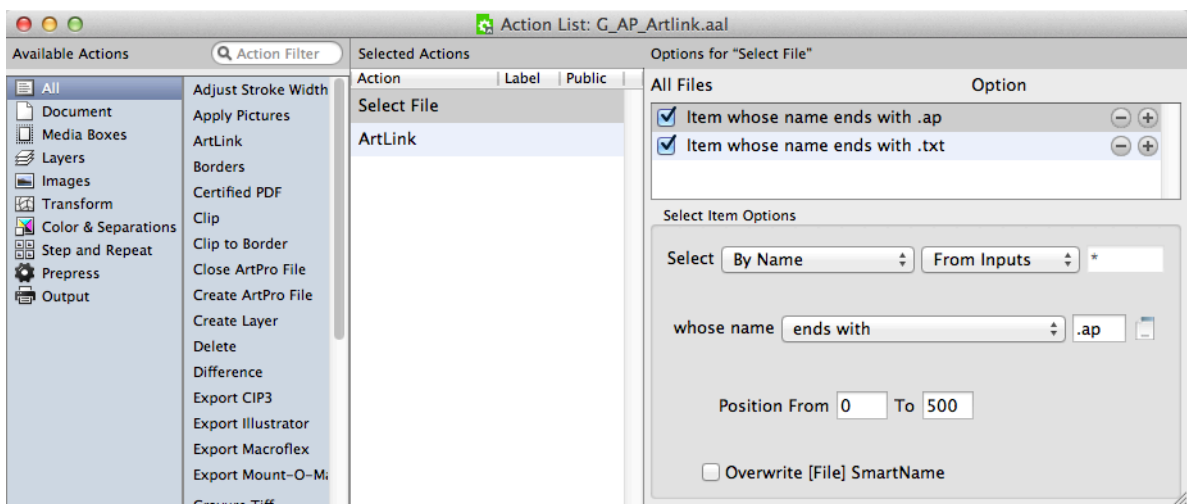 Action List: G_AP_Artlink.aal
Available Actions
Action Filter
All
Document
Media Boxes
Layers
Images
Transform
Color & Separations
Step and Repeat
Prepress
Output
Adjust Stroke Width
Apply Pictures
ArtLink
Borders
Certified PDF
Clip
Clip to Border
Close ArtPro File
Create ArtPro File
Create Layer
Delete
Difference
Export CIP3
Export Illustrator
Export Macroflex
Export Mount-O-Ma
Selected Actions
Action Label Public
Select File
ArtLink
Options for "Select File"
All Files Option
Item whose name ends with .ap
Item whose name ends with .txt
Select Item Options
Select By Name From Inputs *
whose name ends with .ap
Position From 0 To 500
Overwrite [File] SmartName